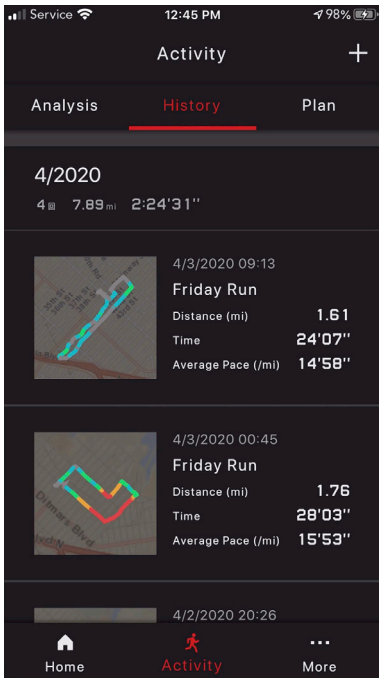 Service 12:45 PM 98%
Activity +
Analysis History Plan
4/2020
4回 7.89mi 2:24'31''
4/3/2020 09:13
Friday Run
Distance (mi) 1.61
Time 24'07''
Average Pace (/mi) 14'58''
4/3/2020 00:45
Friday Run
Distance (mi) 1.76
Time 28'03''
Average Pace (/mi) 15'53''
Ditmars Blvd
4/2/2020 20:26
Home Activity More